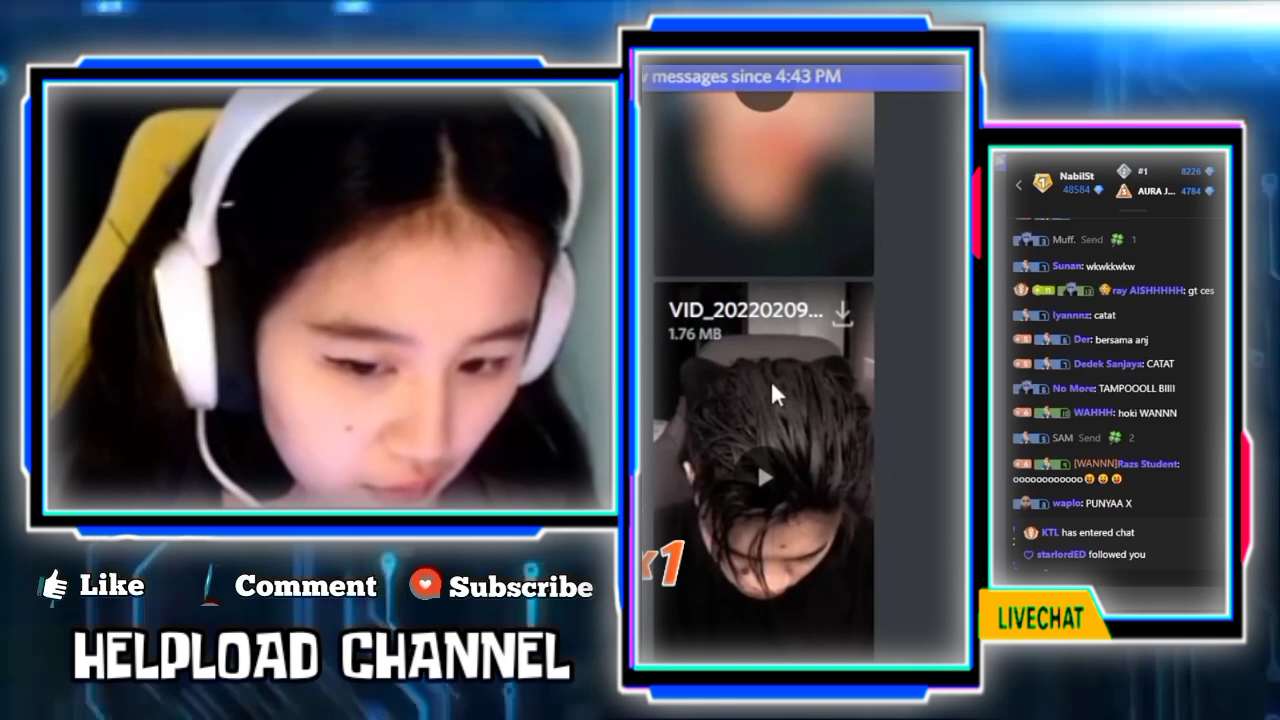 messages since 4:43 PM
VID_20220209...
1.76 MB
x1
NabilSt
48584
#1
8226
AURA J...
4784
Muff. Send 1
Sunan: wkwkkwkw
ray AISHHHHH: gt ces
Iyannnz: catat
Der: bersama anj
Dedek Sanjaya: CATAT
No More: TAMPOOOLL BIIII
WAHHH: hoki WANNN
SAM Send 2
[WANNN]Razs Student:
oooooooooooo
waplo: PUNYAA X
KTL has entered chat
starlordED followed you
LIVECHAT
Like
Comment
Subscribe
HELPLOAD CHANNEL